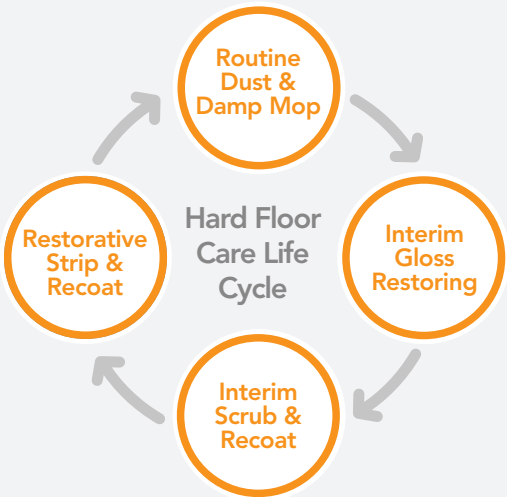 Routine
Dust &
Damp Mop
Hard Floor
Care Life
Cycle
Interim
Gloss
Restoring
Interim
Scrub &
Recoat
Restorative
Strip &
Recoat